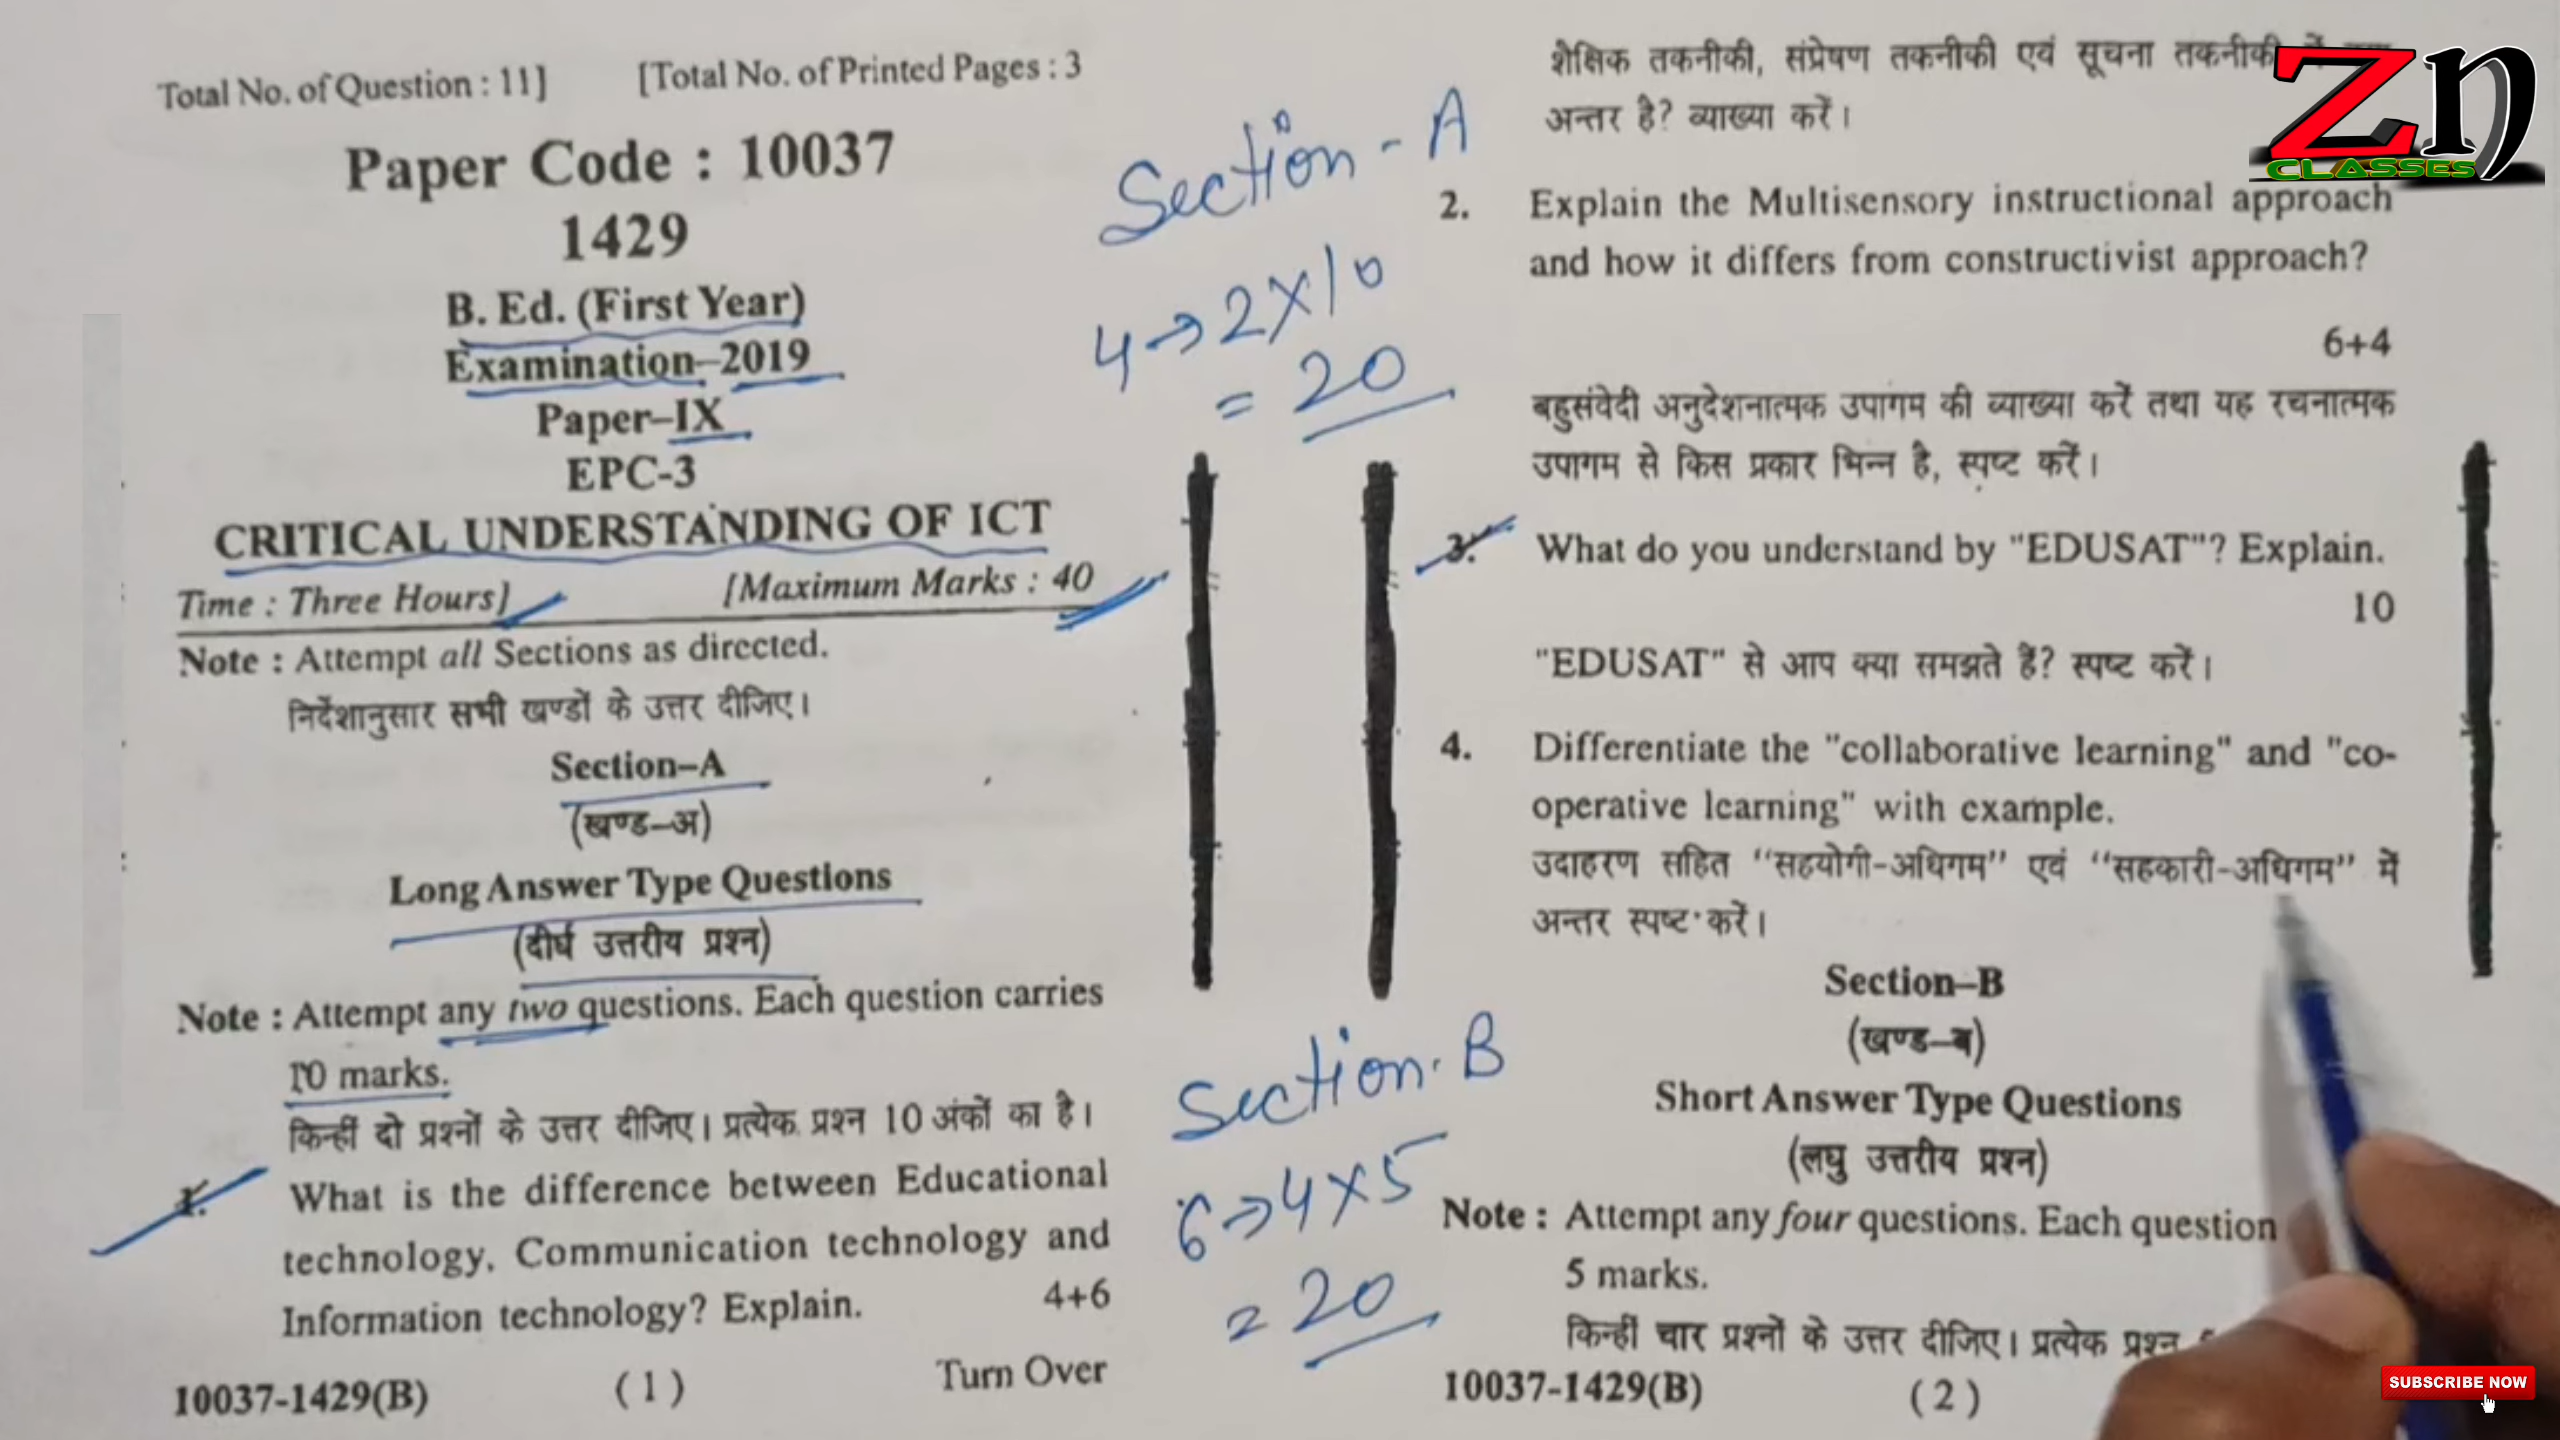 Total No. of Question : 11]
[Total No. of Printed Pages : 3
Paper Code : 10037
1429
B. Ed. (First Year)
Examination–2019
Paper–IX
EPC-3
CRITICAL UNDERSTANDING OF ICT
Time : Three Hours]
[Maximum Marks : 40
Note : Attempt all Sections as directed.
निर्देशानुसार सभी खण्डों के उत्तर दीजिए।
Section–A
(खण्ड–अ)
Long Answer Type Questions
(दीर्घ उत्तरीय प्रश्न)
Note : Attempt any two questions. Each question carries
10 marks.
किन्हीं दो प्रश्नों के उत्तर दीजिए। प्रत्येक प्रश्न 10 अंकों का है।
1. What is the difference between Educational
technology, Communication technology and
Information technology? Explain. 4+6
10037-1429(B) (1) Turn Over
Section - A
4 → 2×10
= 20
Section. B
6 → 4×5
= 20
शैक्षिक तकनीकी, संप्रेषण तकनीकी एवं सूचना तकनीकी
अन्तर है? व्याख्या करें।
2. Explain the Multisensory instructional approach
and how it differs from constructivist approach?
6+4
बहुसंवेदी अनुदेशनात्मक उपागम की व्याख्या करें तथा यह रचनात्मक
उपागम से किस प्रकार भिन्न है, स्पष्ट करें।
3. What do you understand by "EDUSAT"? Explain.
10
"EDUSAT" से आप क्या समझते हैं? स्पष्ट करें।
4. Differentiate the "collaborative learning" and "co-
operative learning" with example.
उदाहरण सहित "सहयोगी-अधिगम" एवं "सहकारी-अधिगम" में
अन्तर स्पष्ट करें।
Section–B
(खण्ड–ब)
Short Answer Type Questions
(लघु उत्तरीय प्रश्न)
Note : Attempt any four questions. Each question
5 marks.
किन्हीं चार प्रश्नों के उत्तर दीजिए। प्रत्येक प्रश्न
10037-1429(B) (2)
Zn
CLASSES
SUBSCRIBE NOW